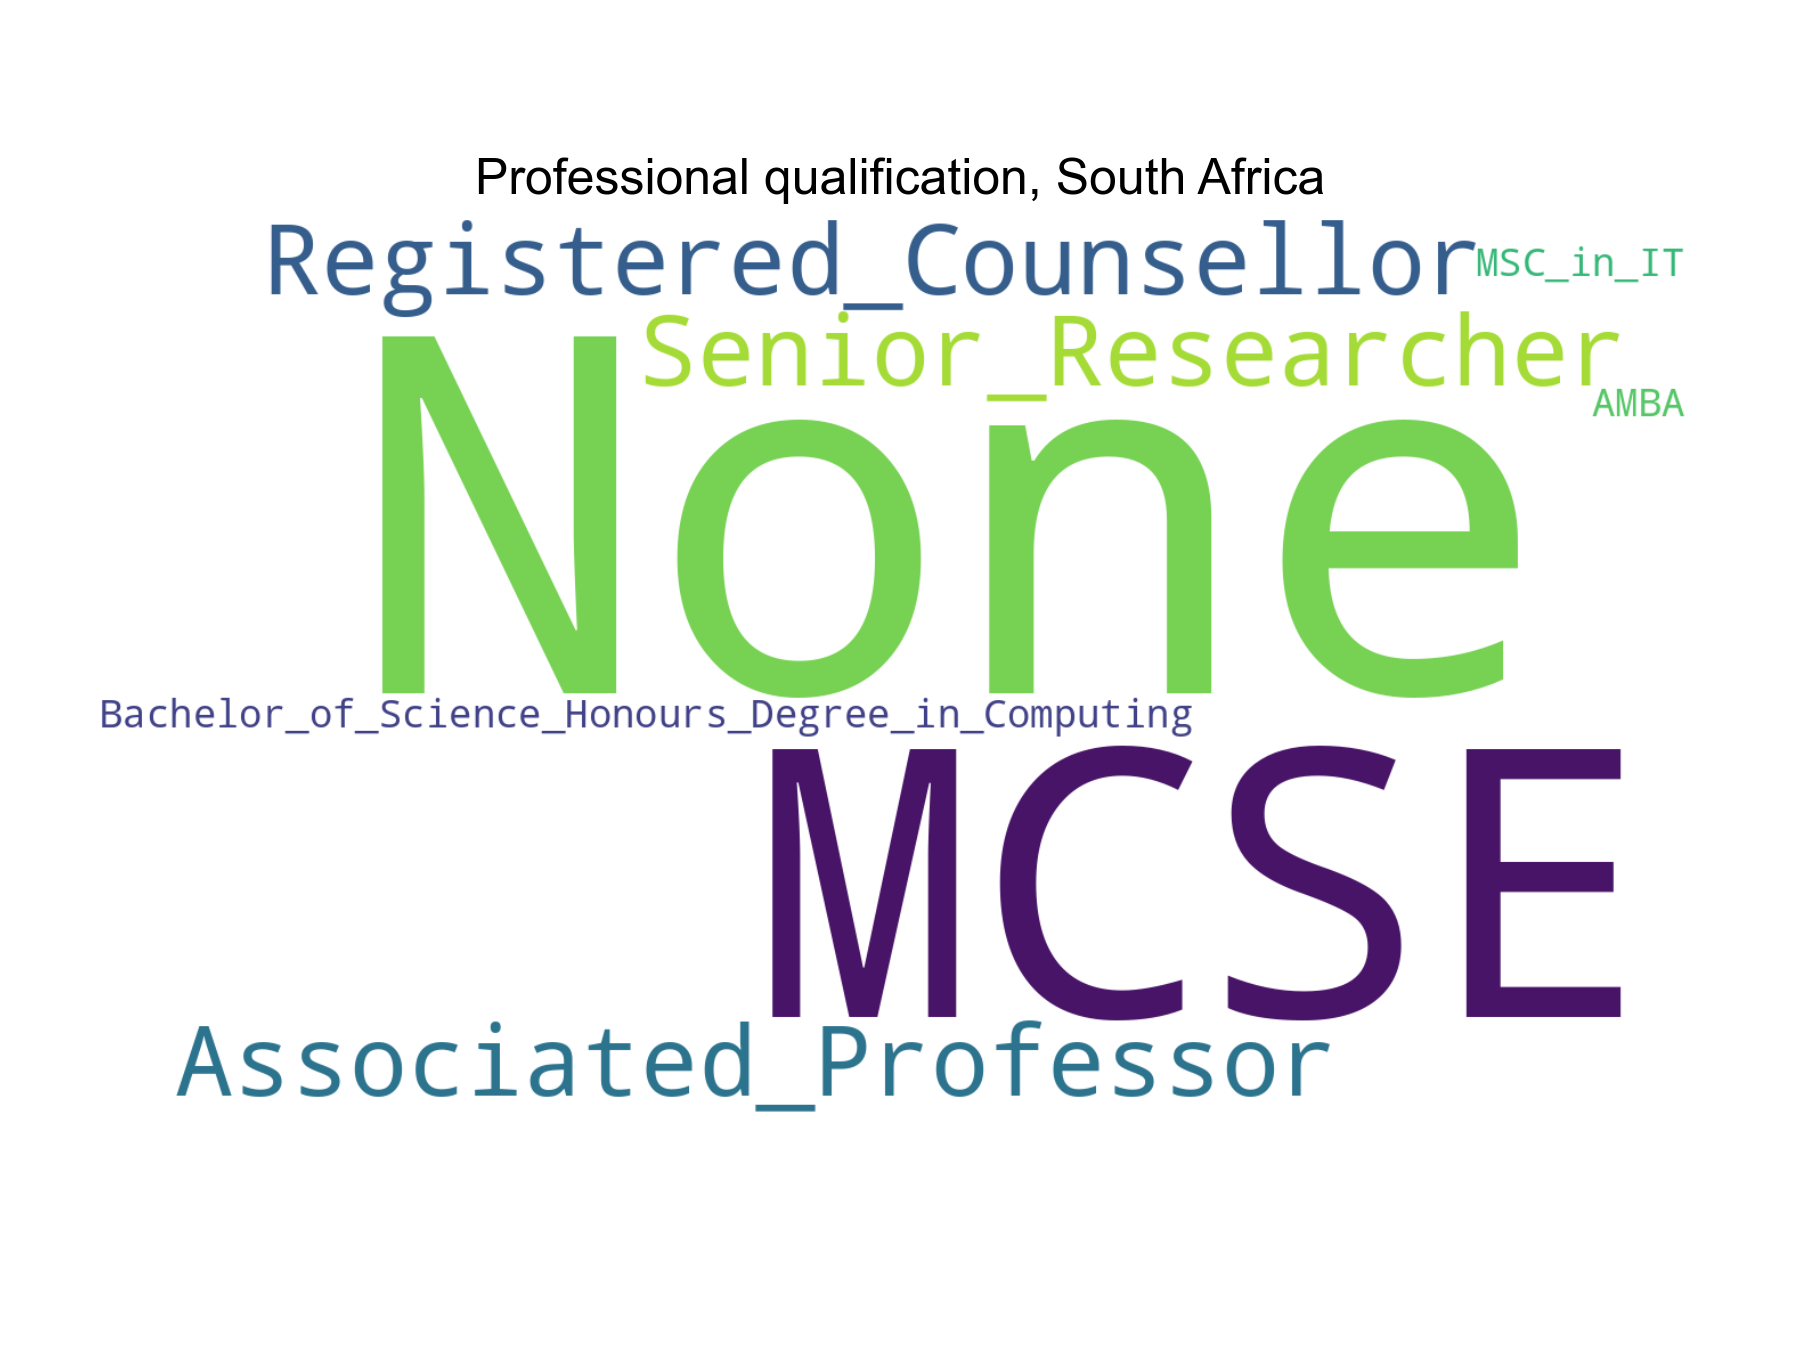 Professional qualification, South Africa
Registered_Counsellor
MSC_in_IT
Senior_Researcher
AMBA
None
Bachelor_of_Science_Honours_Degree_in_Computing
MCSE
Associated_Professor